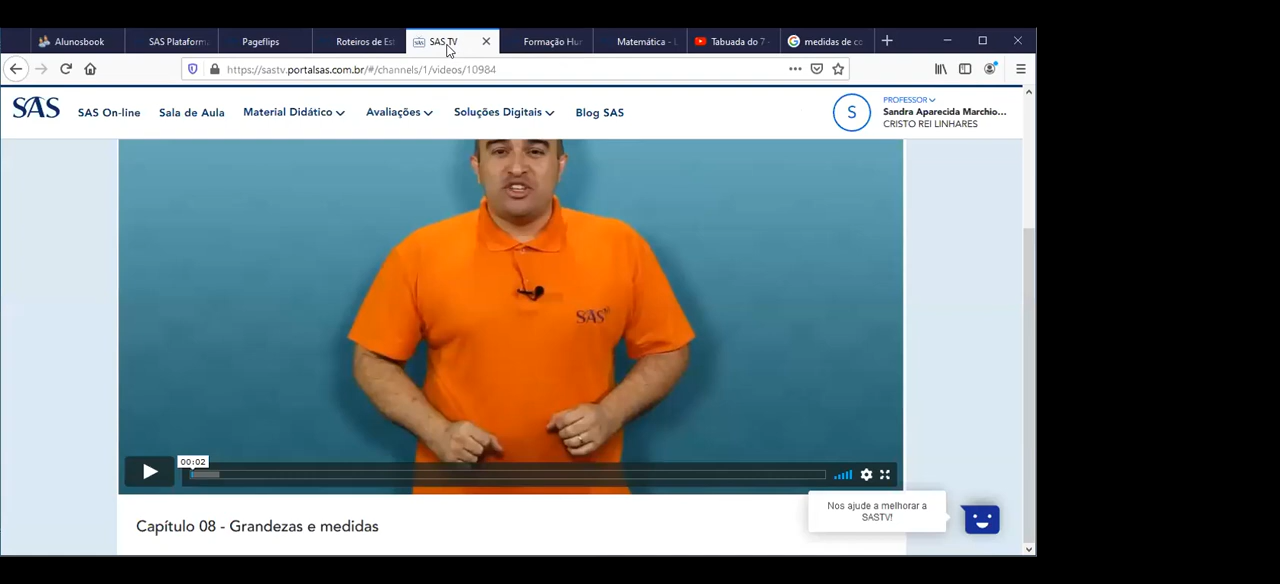 Alunosbook
SAS Plataform
Pageflips
Roteiros de Est
SAS TV
Formação Hur
Matemática - L
Tabuada do 7 -
medidas de co
https://sastv.portalsas.com.br/#/channels/1/videos/10984
SAS
SAS On-line
Sala de Aula
Material Didático
Avaliações
Soluções Digitais
Blog SAS
S
PROFESSOR
Sandra Aparecida Marchio...
CRISTO REI LINHARES
SAS
00:02
Nos ajude a melhorar a
SASTV!
Capítulo 08 - Grandezas e medidas